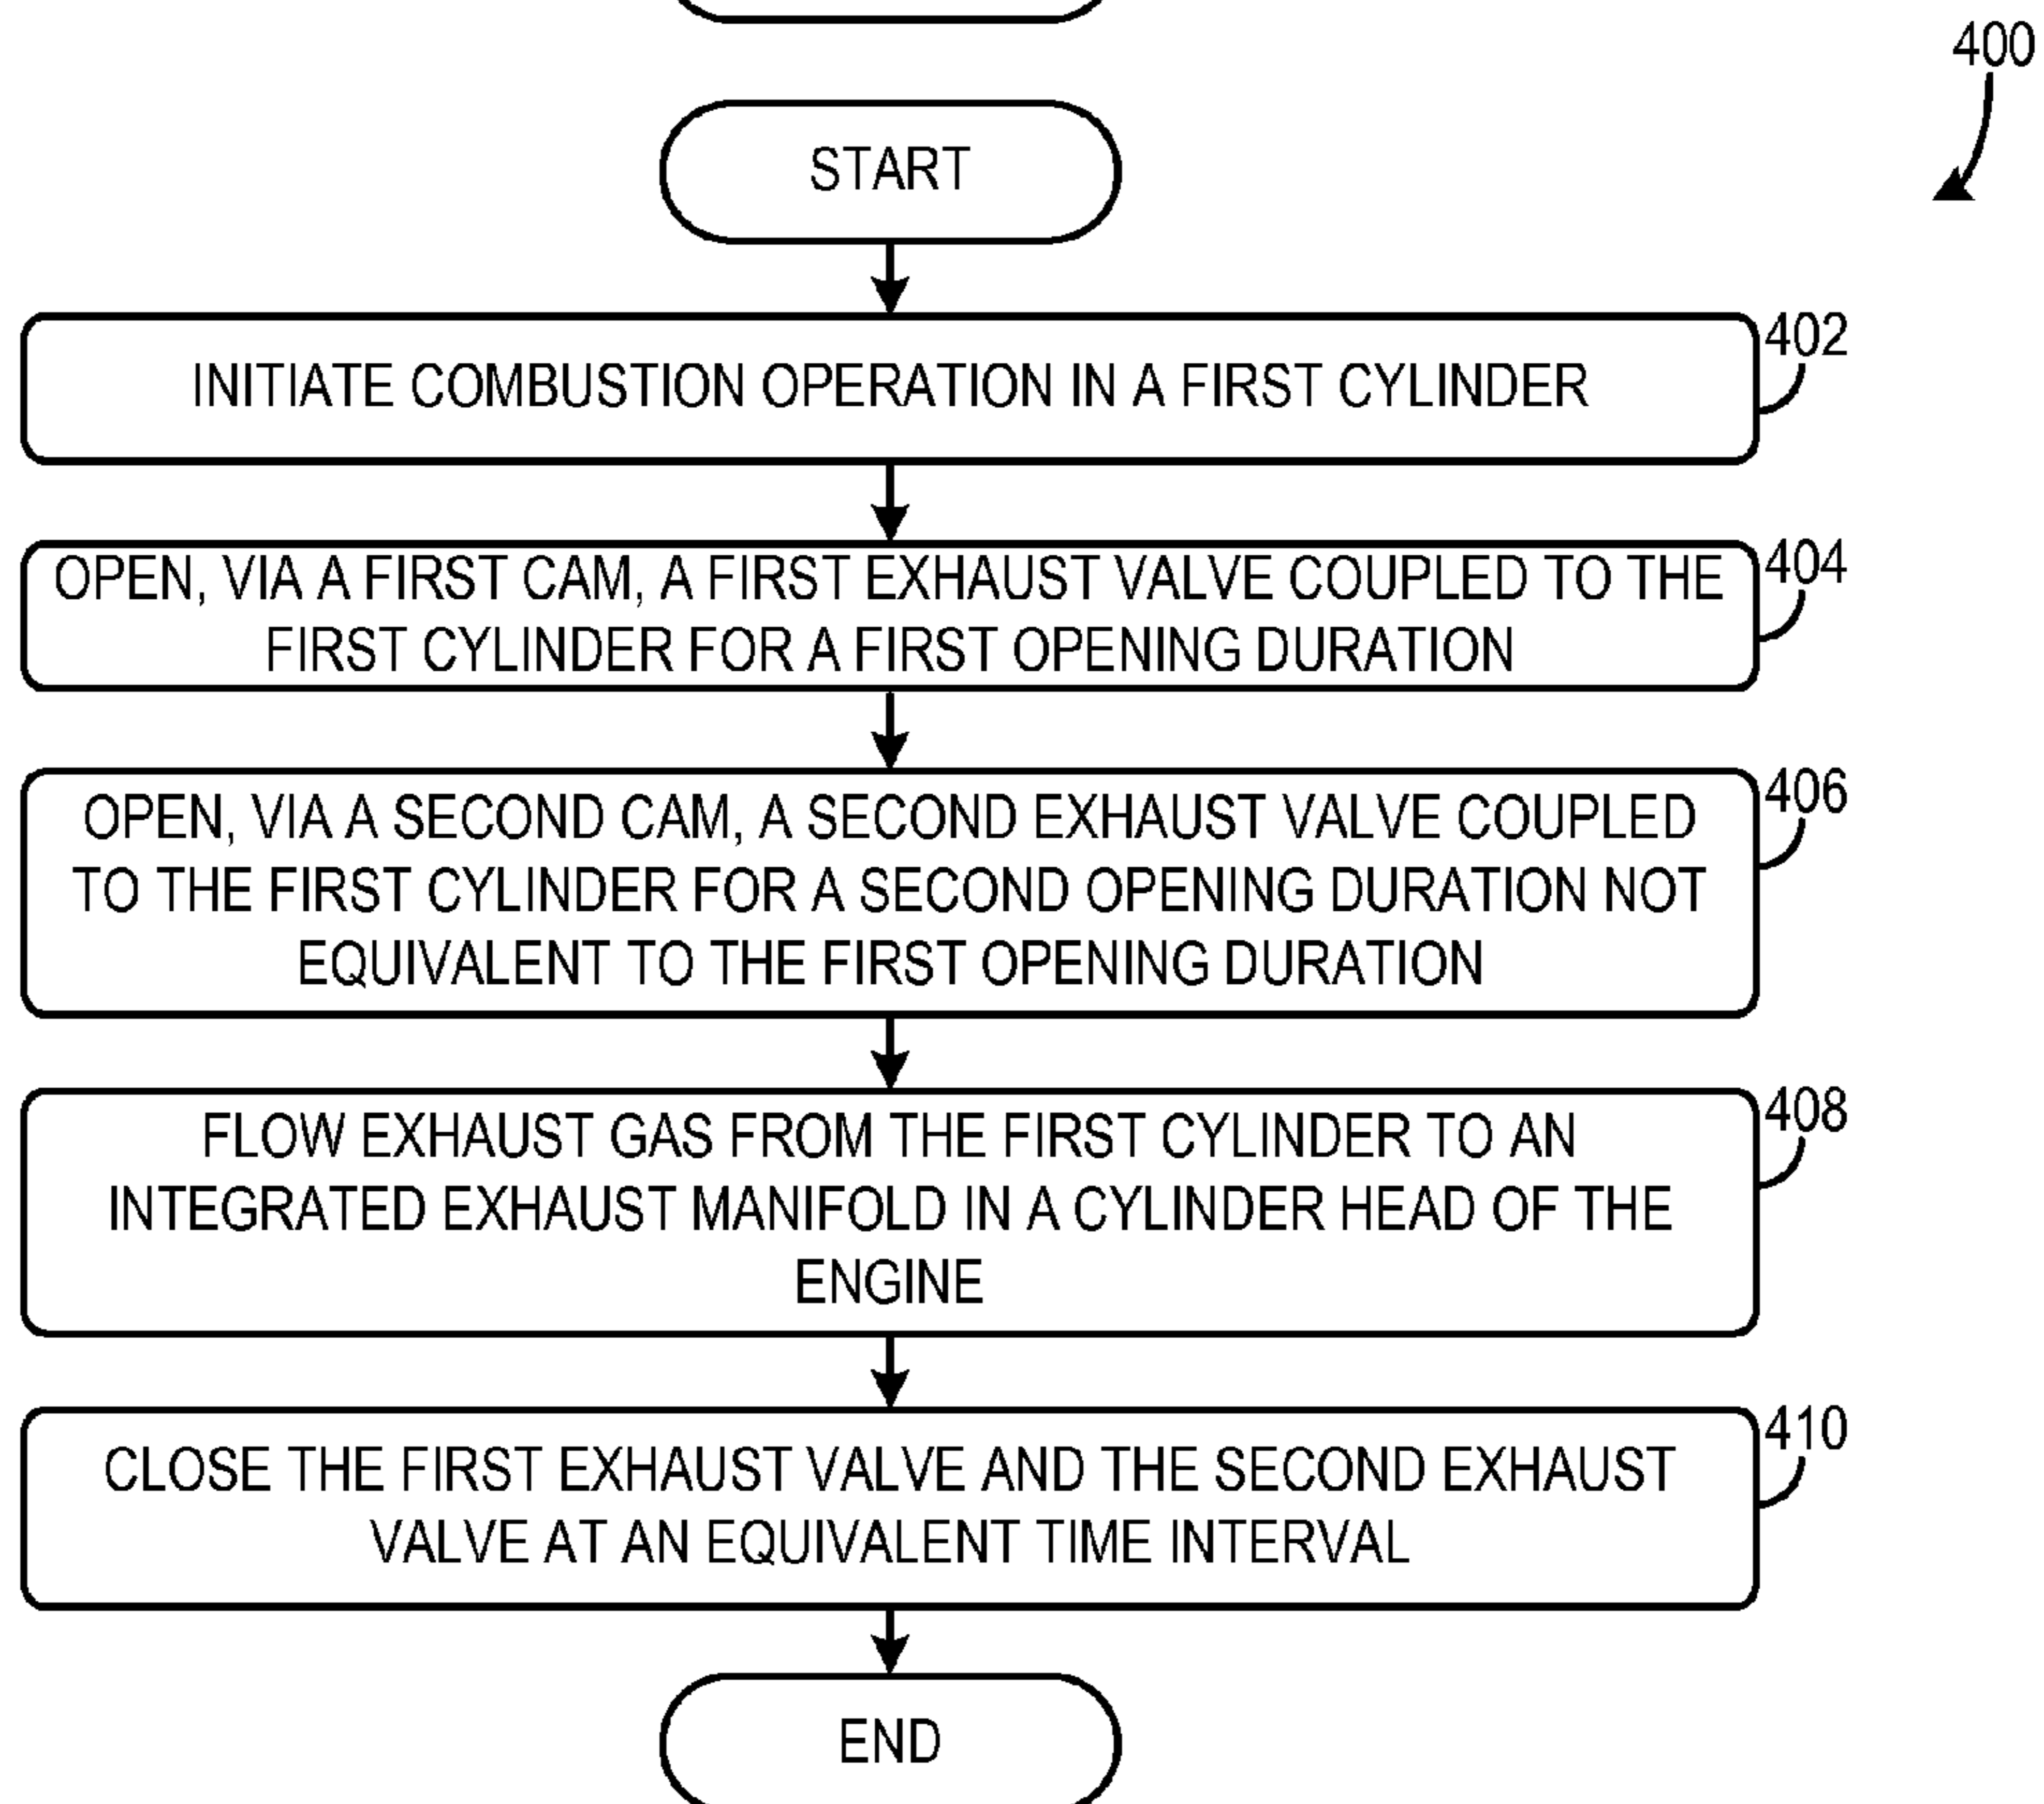 400
START
402
INITIATE COMBUSTION OPERATION IN A FIRST CYLINDER
404
OPEN, VIA A FIRST CAM, A FIRST EXHAUST VALVE COUPLED TO THE
FIRST CYLINDER FOR A FIRST OPENING DURATION
406
OPEN, VIA A SECOND CAM, A SECOND EXHAUST VALVE COUPLED
TO THE FIRST CYLINDER FOR A SECOND OPENING DURATION NOT
EQUIVALENT TO THE FIRST OPENING DURATION
408
FLOW EXHAUST GAS FROM THE FIRST CYLINDER TO AN
INTEGRATED EXHAUST MANIFOLD IN A CYLINDER HEAD OF THE
ENGINE
410
CLOSE THE FIRST EXHAUST VALVE AND THE SECOND EXHAUST
VALVE AT AN EQUIVALENT TIME INTERVAL
END